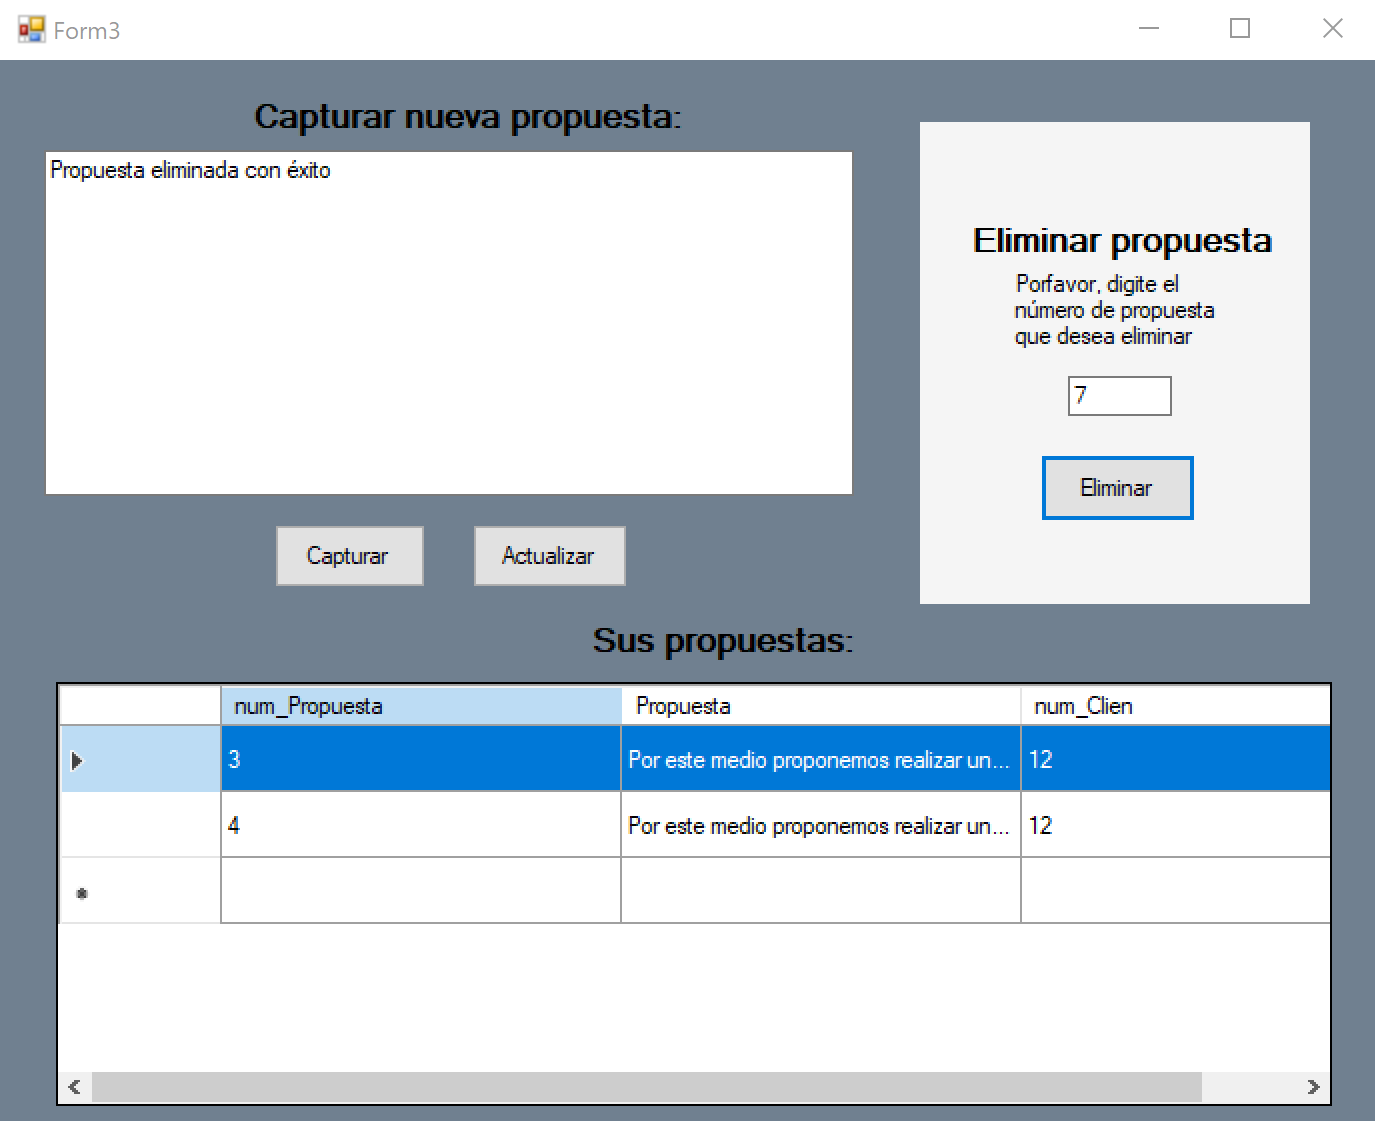 Form3
Capturar nueva propuesta:
Propuesta eliminada con éxito
Eliminar propuesta
Porfavor, digite el
número de propuesta
que desea eliminar
7
Eliminar
Capturar
Actualizar
Sus propuestas:
num_Propuesta Propuesta num_Clien
3 Por este medio proponemos realizar un... 12
4 Por este medio proponemos realizar un... 12